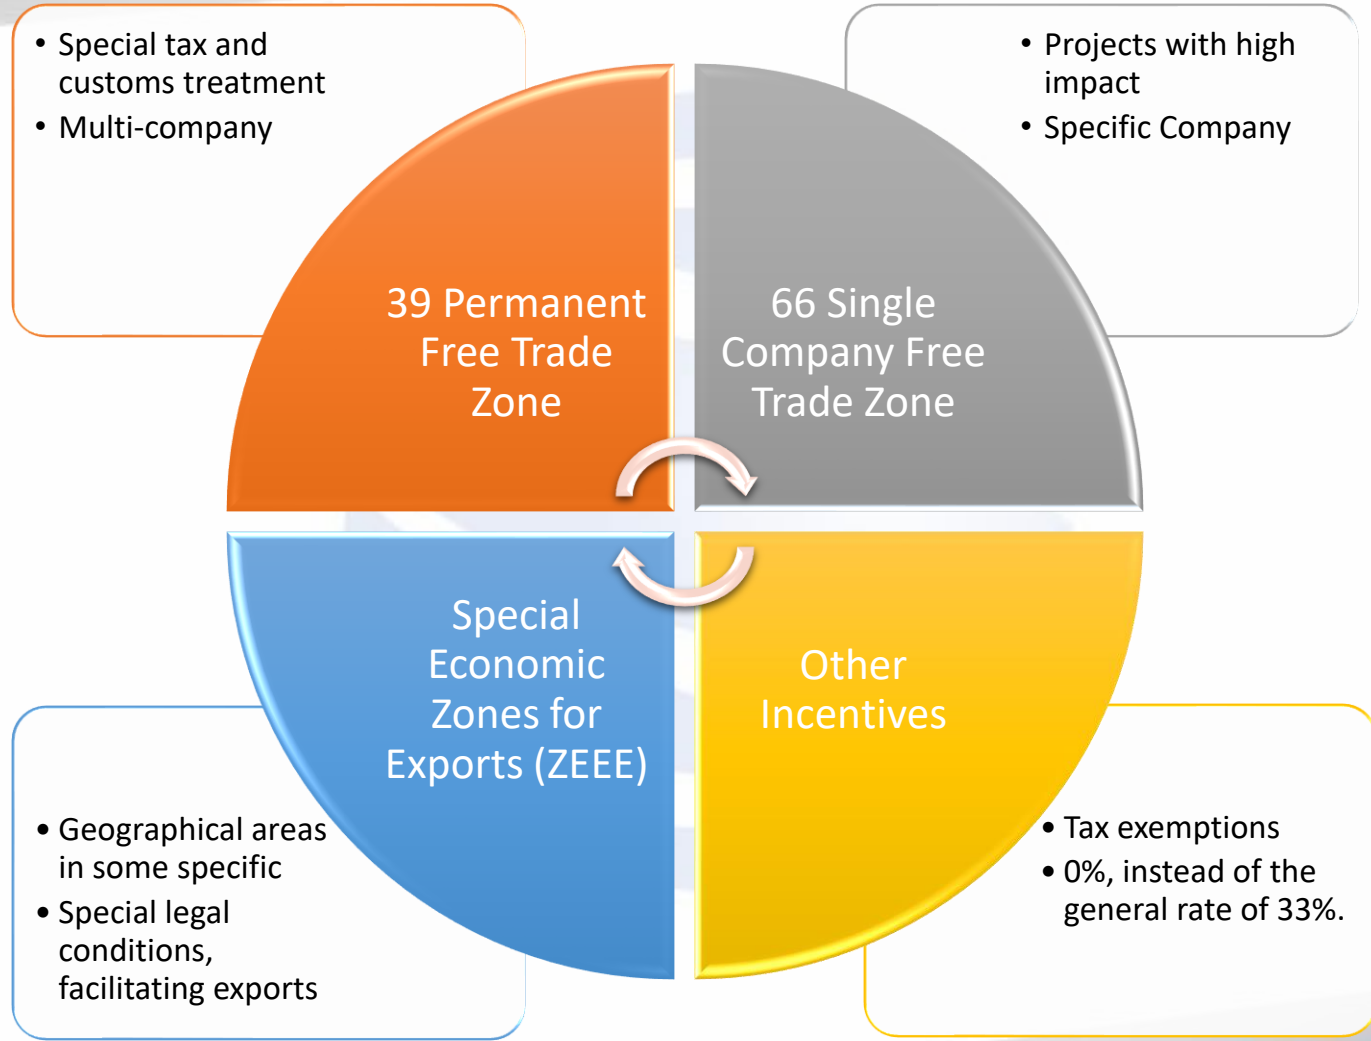 • Special tax and
customs treatment
• Multi-company
• Projects with high
impact
• Specific Company
39 Permanent
Free Trade
Zone
66 Single
Company Free
Trade Zone
Special
Economic
Zones for
Exports (ZEEE)
Other
Incentives
• Geographical areas
in some specific
• Special legal
conditions,
facilitating exports
• Tax exemptions
• 0%, instead of the
general rate of 33%.